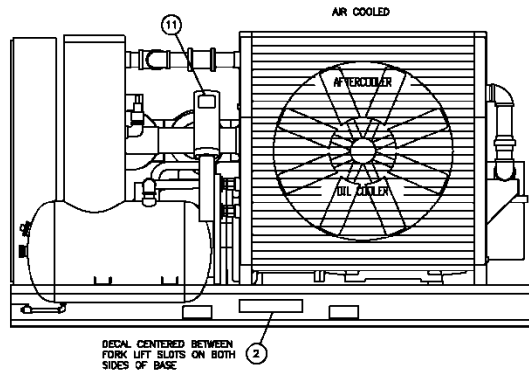 AIR COOLED
11
AFTERCOOLER
OIL COOLER
DECAL CENTERED BETWEEN
FORK LIFT SLOTS ON BOTH
SIDES OF BASE
2